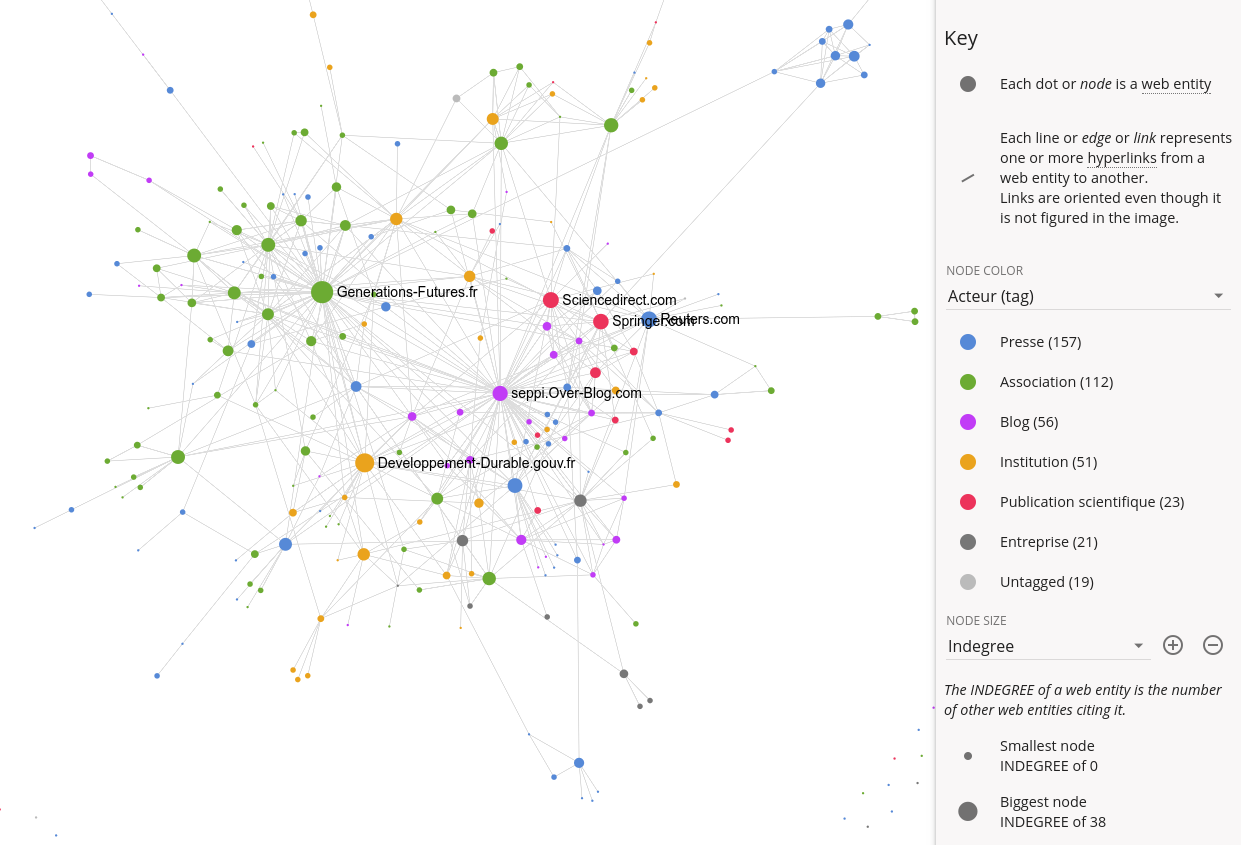 Generations-Futures.fr
Sciencedirect.com
Springer.com
Reuters.com
seppi.Over-Blog.com
Developpement-Durable.gouv.fr
Key
Each dot or node is a web entity
Each line or edge or link represents
one or more hyperlinks from a
web entity to another.
Links are oriented even though it
is not figured in the image.
NODE COLOR
Acteur (tag)
Presse (157)
Association (112)
Blog (56)
Institution (51)
Publication scientifique (23)
Entreprise (21)
Untagged (19)
NODE SIZE
Indegree
The INDEGREE of a web entity is the number
of other web entities citing it.
Smallest node
INDEGREE of 0
Biggest node
INDEGREE of 38